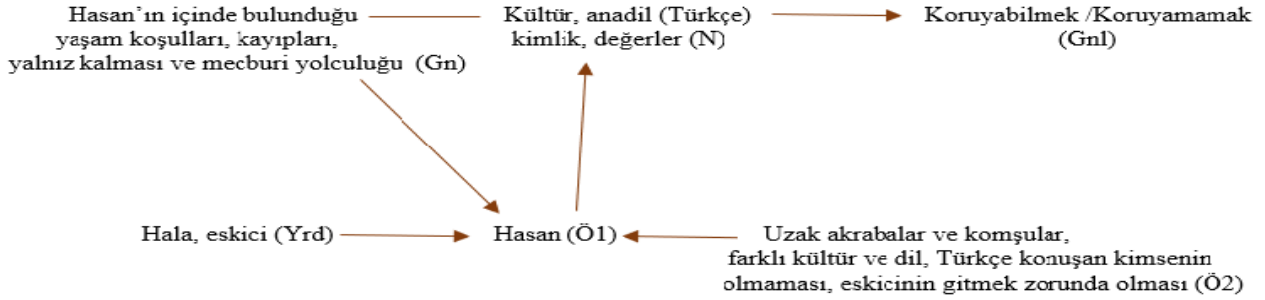 Hasan’ın içinde bulunduğu
yaşam koşulları, kayıpları,
yalnız kalması ve mecburi yolculuğu (Gn)
Kültür, anadil (Türkçe)
kimlik, değerler (N)
Koruyabilmek /Koruyamamak
(Gnl)
Hala, eskici (Yrd)
Hasan (Ö1)
Uzak akrabalar ve komşular,
farklı kültür ve dil, Türkçe konuşan kimsenin
olmaması, eskicinin gitmek zorunda olması (Ö2)